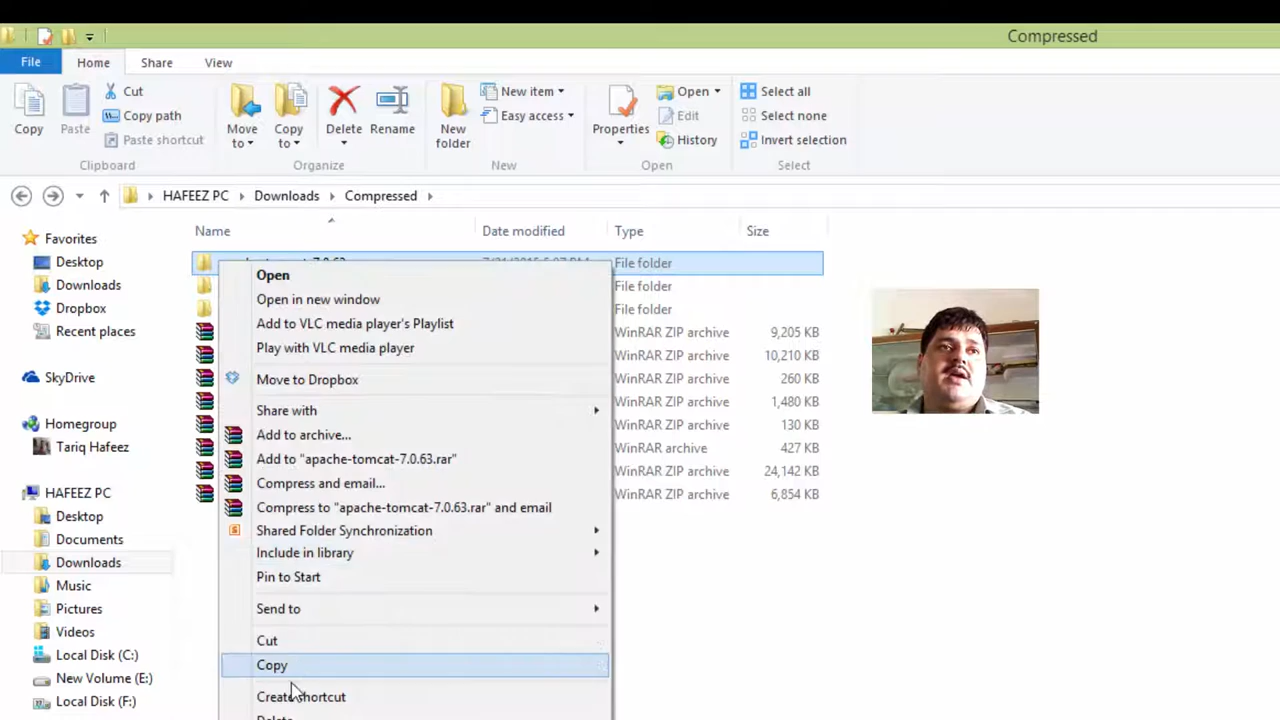 Compressed
File Home Share View
Copy Paste Cut Copy path Paste shortcut Move to Copy to Delete Rename New folder New item Easy access Properties Open Edit History Select all Select none Invert selection
Clipboard Organize New Open Select
HAFEEZ PC Downloads Compressed
Name Date modified Type Size
Favorites
Desktop
Downloads
Dropbox
Recent places
SkyDrive
Homegroup
Tariq Hafeez
HAFEEZ PC
Desktop
Documents
Downloads
Music
Pictures
Videos
Local Disk (C:)
New Volume (E:)
Local Disk (F:)
File folder
File folder
File folder
WinRAR ZIP archive 9,205 KB
WinRAR ZIP archive 10,210 KB
WinRAR ZIP archive 260 KB
WinRAR ZIP archive 1,480 KB
WinRAR ZIP archive 130 KB
WinRAR archive 427 KB
WinRAR ZIP archive 24,142 KB
WinRAR ZIP archive 6,854 KB
Open
Open in new window
Add to VLC media player's Playlist
Play with VLC media player
Move to Dropbox
Share with
Add to archive...
Add to "apache-tomcat-7.0.63.rar"
Compress and email...
Compress to "apache-tomcat-7.0.63.rar" and email
Shared Folder Synchronization
Include in library
Pin to Start
Send to
Cut
Copy
Create shortcut